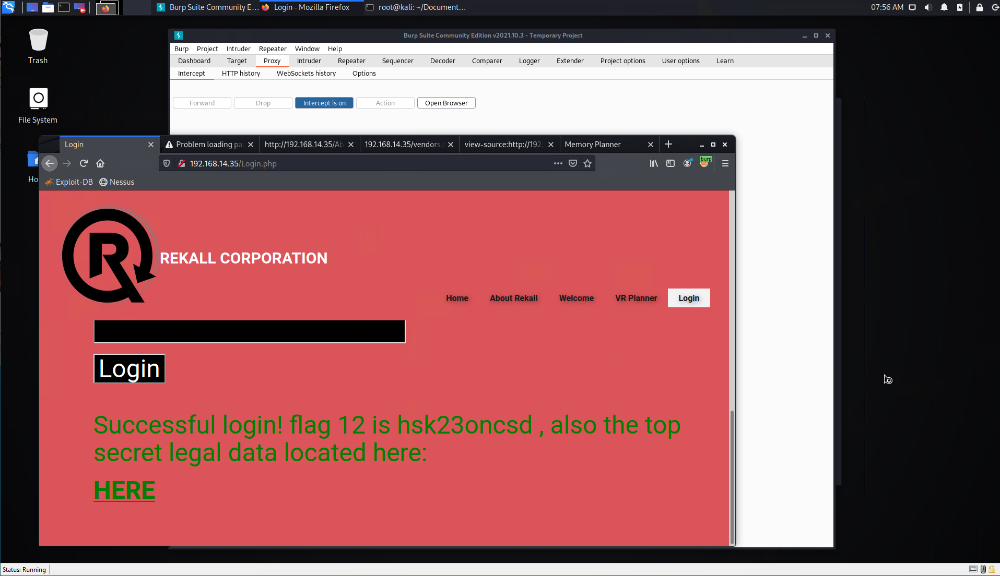 Burp Suite Community E...
Login - Mozilla Firefox
root@kali: ~/Document...
07:56 AM
Trash
File System
Ho
Burp Suite Community Edition v2021.10.3 - Temporary Project
Burp Project Intruder Repeater Window Help
Dashboard Target Proxy Intruder Repeater Sequencer Decoder Comparer Logger Extender Project options User options Learn
Intercept HTTP history WebSockets history Options
Forward Drop Intercept is on Action Open Browser
Login
Problem loading pa
http://192.168.14.35/Ab
192.168.14.35/vendors.
view-source:http://192.
Memory Planner
192.168.14.35/Login.php
burp
Exploit-DB Nessus
R
REKALL CORPORATION
Home About Rekall Welcome VR Planner Login
Login
Successful login! flag 12 is hsk23oncsd , also the top
secret legal data located here:
HERE
Status: Running